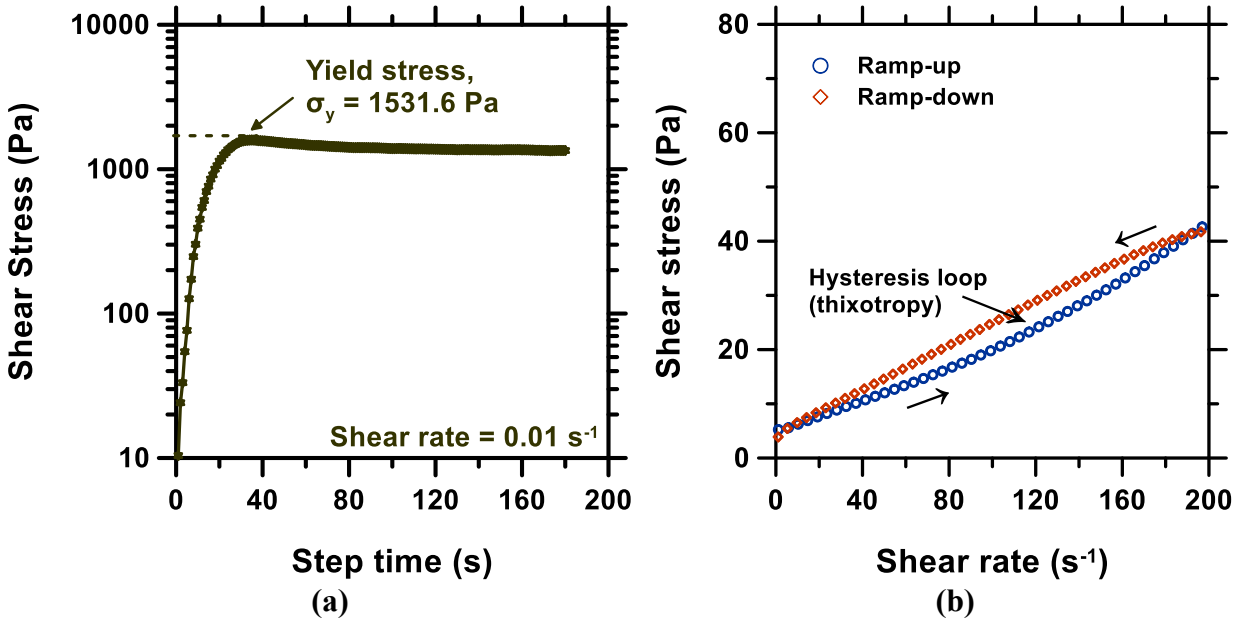 10000
1000
100
10
Shear Stress (Pa)
Yield stress,
σy = 1531.6 Pa
Shear rate = 0.01 s-1
0 40 80 120 160 200
Step time (s)
(a)
80
60
40
20
0
Shear stress (Pa)
Ramp-up
Ramp-down
Hysteresis loop
(thixotropy)
0 40 80 120 160 200
Shear rate (s-1)
(b)